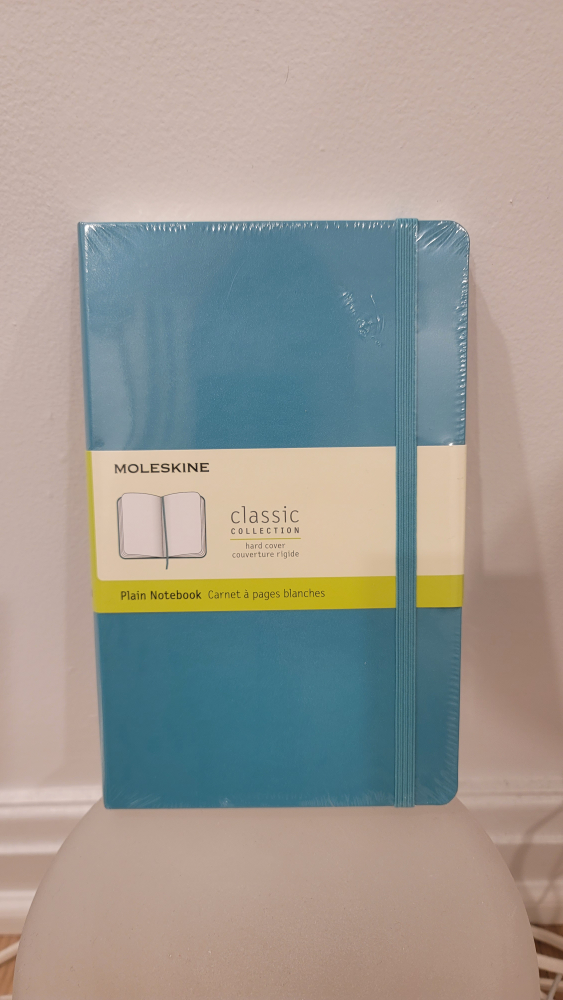 MOLESKINE
classic
COLLECTION
hard cover
couverture rigide
Plain Notebook Carnet à pages blanches